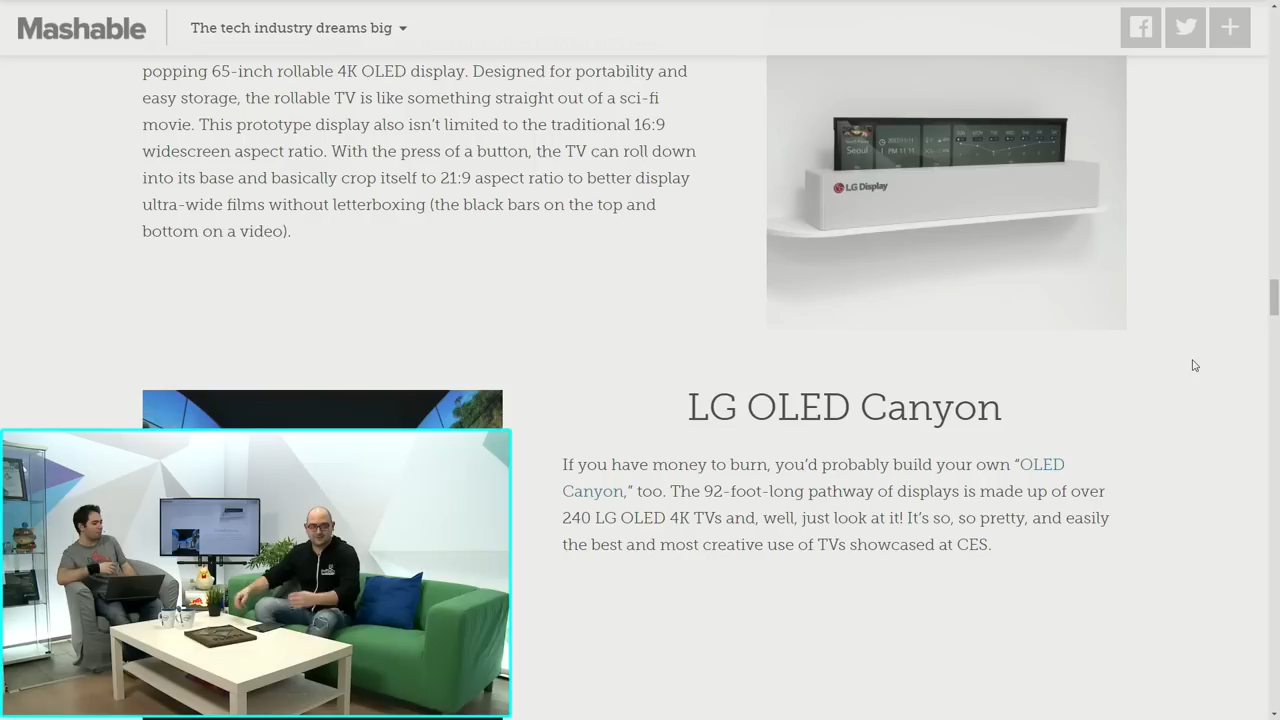 Mashable
The tech industry dreams big
popping 65-inch rollable 4K OLED display. Designed for portability and
easy storage, the rollable TV is like something straight out of a sci-fi
movie. This prototype display also isn’t limited to the traditional 16:9
widescreen aspect ratio. With the press of a button, the TV can roll down
into its base and basically crop itself to 21:9 aspect ratio to better display
ultra-wide films without letterboxing (the black bars on the top and
bottom on a video).
Seoul
LG Display
LG OLED Canyon
If you have money to burn, you’d probably build your own “OLED
Canyon,” too. The 92-foot-long pathway of displays is made up of over
240 LG OLED 4K TVs and, well, just look at it! It’s so, so pretty, and easily
the best and most creative use of TVs showcased at CES.